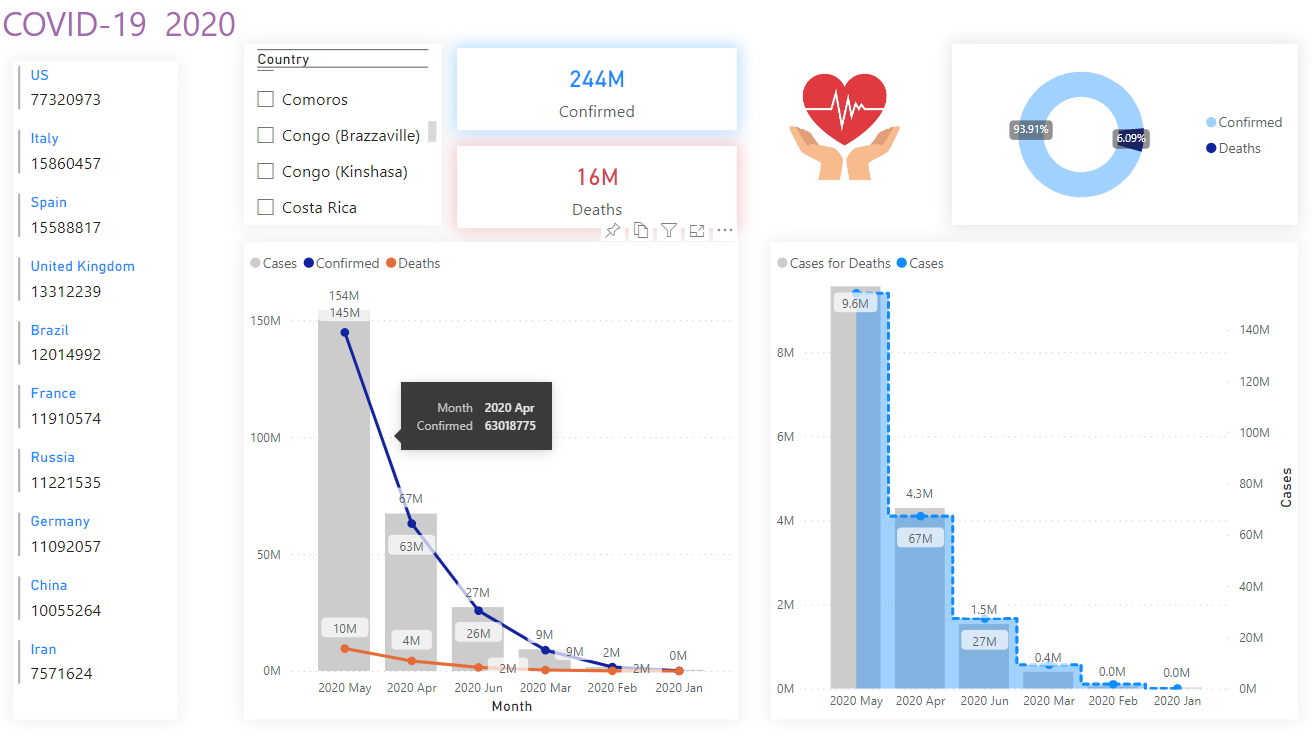 COVID-19 2020
US
77320973
Italy
15860457
Spain
15588817
United Kingdom
13312239
Brazil
12014992
France
11910574
Russia
11221535
Germany
11092057
China
10055264
Iran
7571624
Country
Comoros
Congo (Brazzaville)
Congo (Kinshasa)
Costa Rica
244M
Confirmed
16M
Deaths
93.91%
6.09%
Confirmed
Deaths
Cases Confirmed Deaths
154M
145M
150M
100M
50M
0M
Month 2020 Apr
Confirmed 63018775
67M
63M
27M
26M
10M
4M
2M
9M
9M
2M
2M
0M
2020 May 2020 Apr 2020 Jun 2020 Mar 2020 Feb 2020 Jan
Month
Cases for Deaths Cases
8M
6M
4M
2M
0M
9.6M
4.3M
67M
1.5M
27M
0.4M
0.0M
0.0M
140M
120M
100M
80M
60M
40M
20M
0M
Cases
2020 May 2020 Apr 2020 Jun 2020 Mar 2020 Feb 2020 Jan